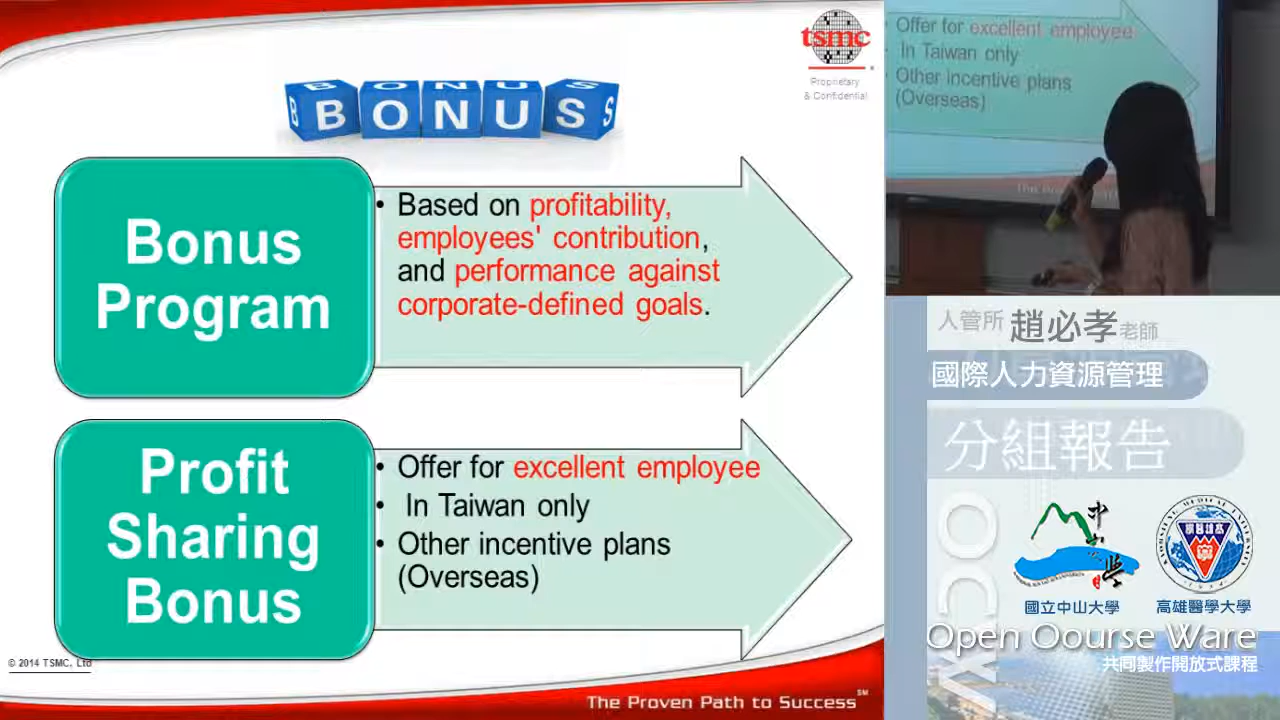 BONUS
BONUS
tsmc
Proprietary
& Confidential
Bonus
Program
• Based on profitability,
employees' contribution,
and performance against
corporate-defined goals.
Profit
Sharing
Bonus
• Offer for excellent employee
• In Taiwan only
• Other incentive plans
(Overseas)
© 2014 TSMC, Ltd
The Proven Path to Success℠
Offer for excellent employee
In Taiwan only
Other incentive plans
(Overseas)
人管所 趙必孝老師
國際人力資源管理
分組報告
OCW
國立中山大學
高雄醫學大學
Open Oourse Ware
共同製作開放式課程